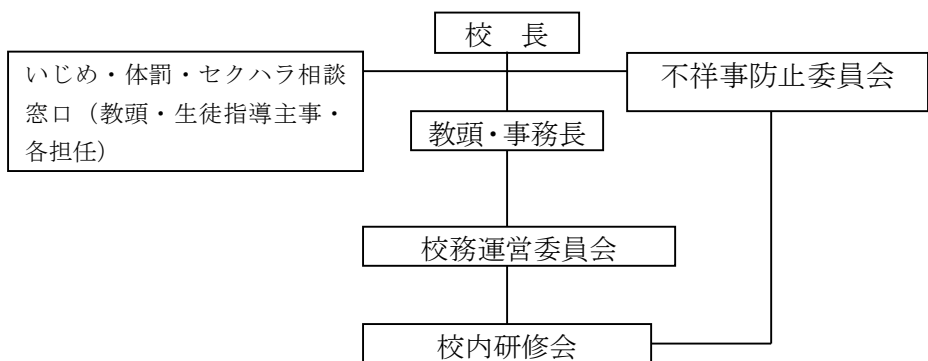 校　長
いじめ・体罰・セクハラ相談
窓口（教頭・生徒指導主事・
各担任）
不祥事防止委員会
教頭・事務長
校務運営委員会
校内研修会